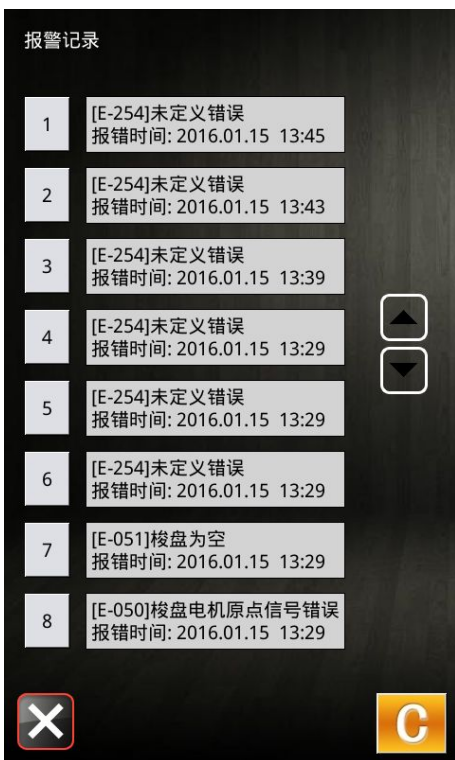 报警记录
1
[E-254]未定义错误
报错时间: 2016.01.15 13:45
2
[E-254]未定义错误
报错时间: 2016.01.15 13:43
3
[E-254]未定义错误
报错时间: 2016.01.15 13:39
4
[E-254]未定义错误
报错时间: 2016.01.15 13:29
5
[E-254]未定义错误
报错时间: 2016.01.15 13:29
6
[E-254]未定义错误
报错时间: 2016.01.15 13:29
7
[E-051]梭盘为空
报错时间: 2016.01.15 13:29
8
[E-050]梭盘电机原点信号错误
报错时间: 2016.01.15 13:29
C